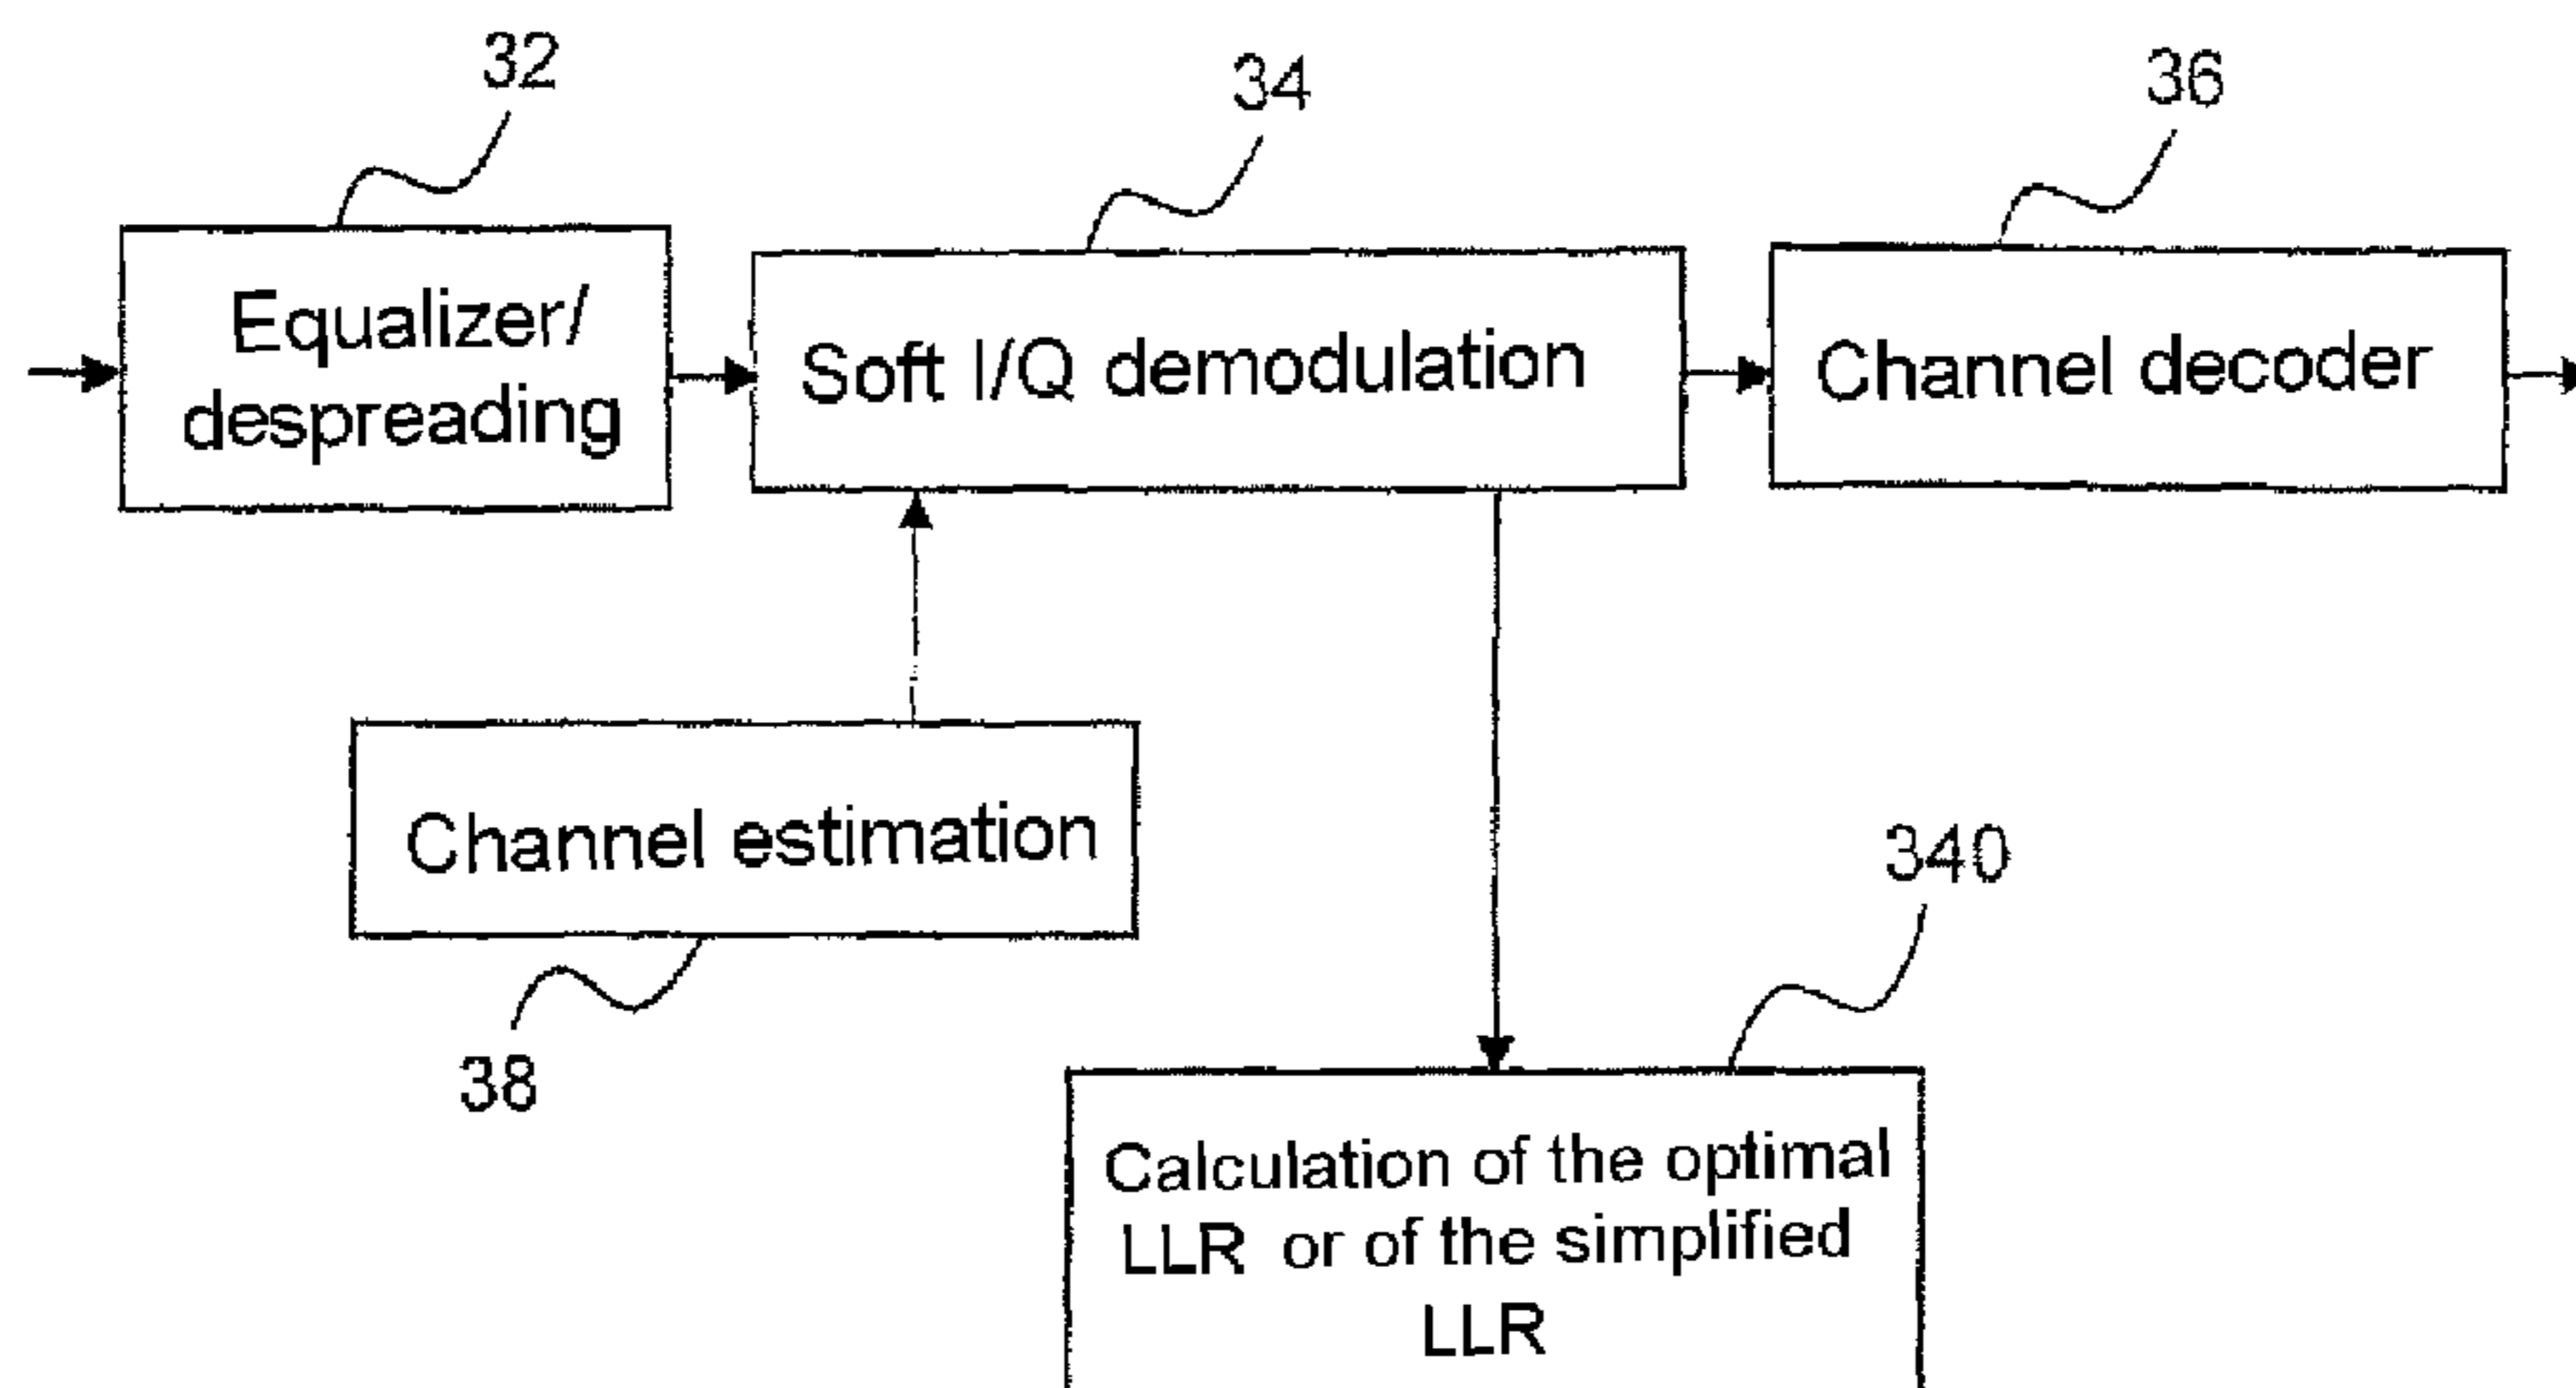 32
34
36
Equalizer/
despreading
Soft I/Q demodulation
Channel decoder
Channel estimation
340
38
Calculation of the optimal
LLR or of the simplified
LLR